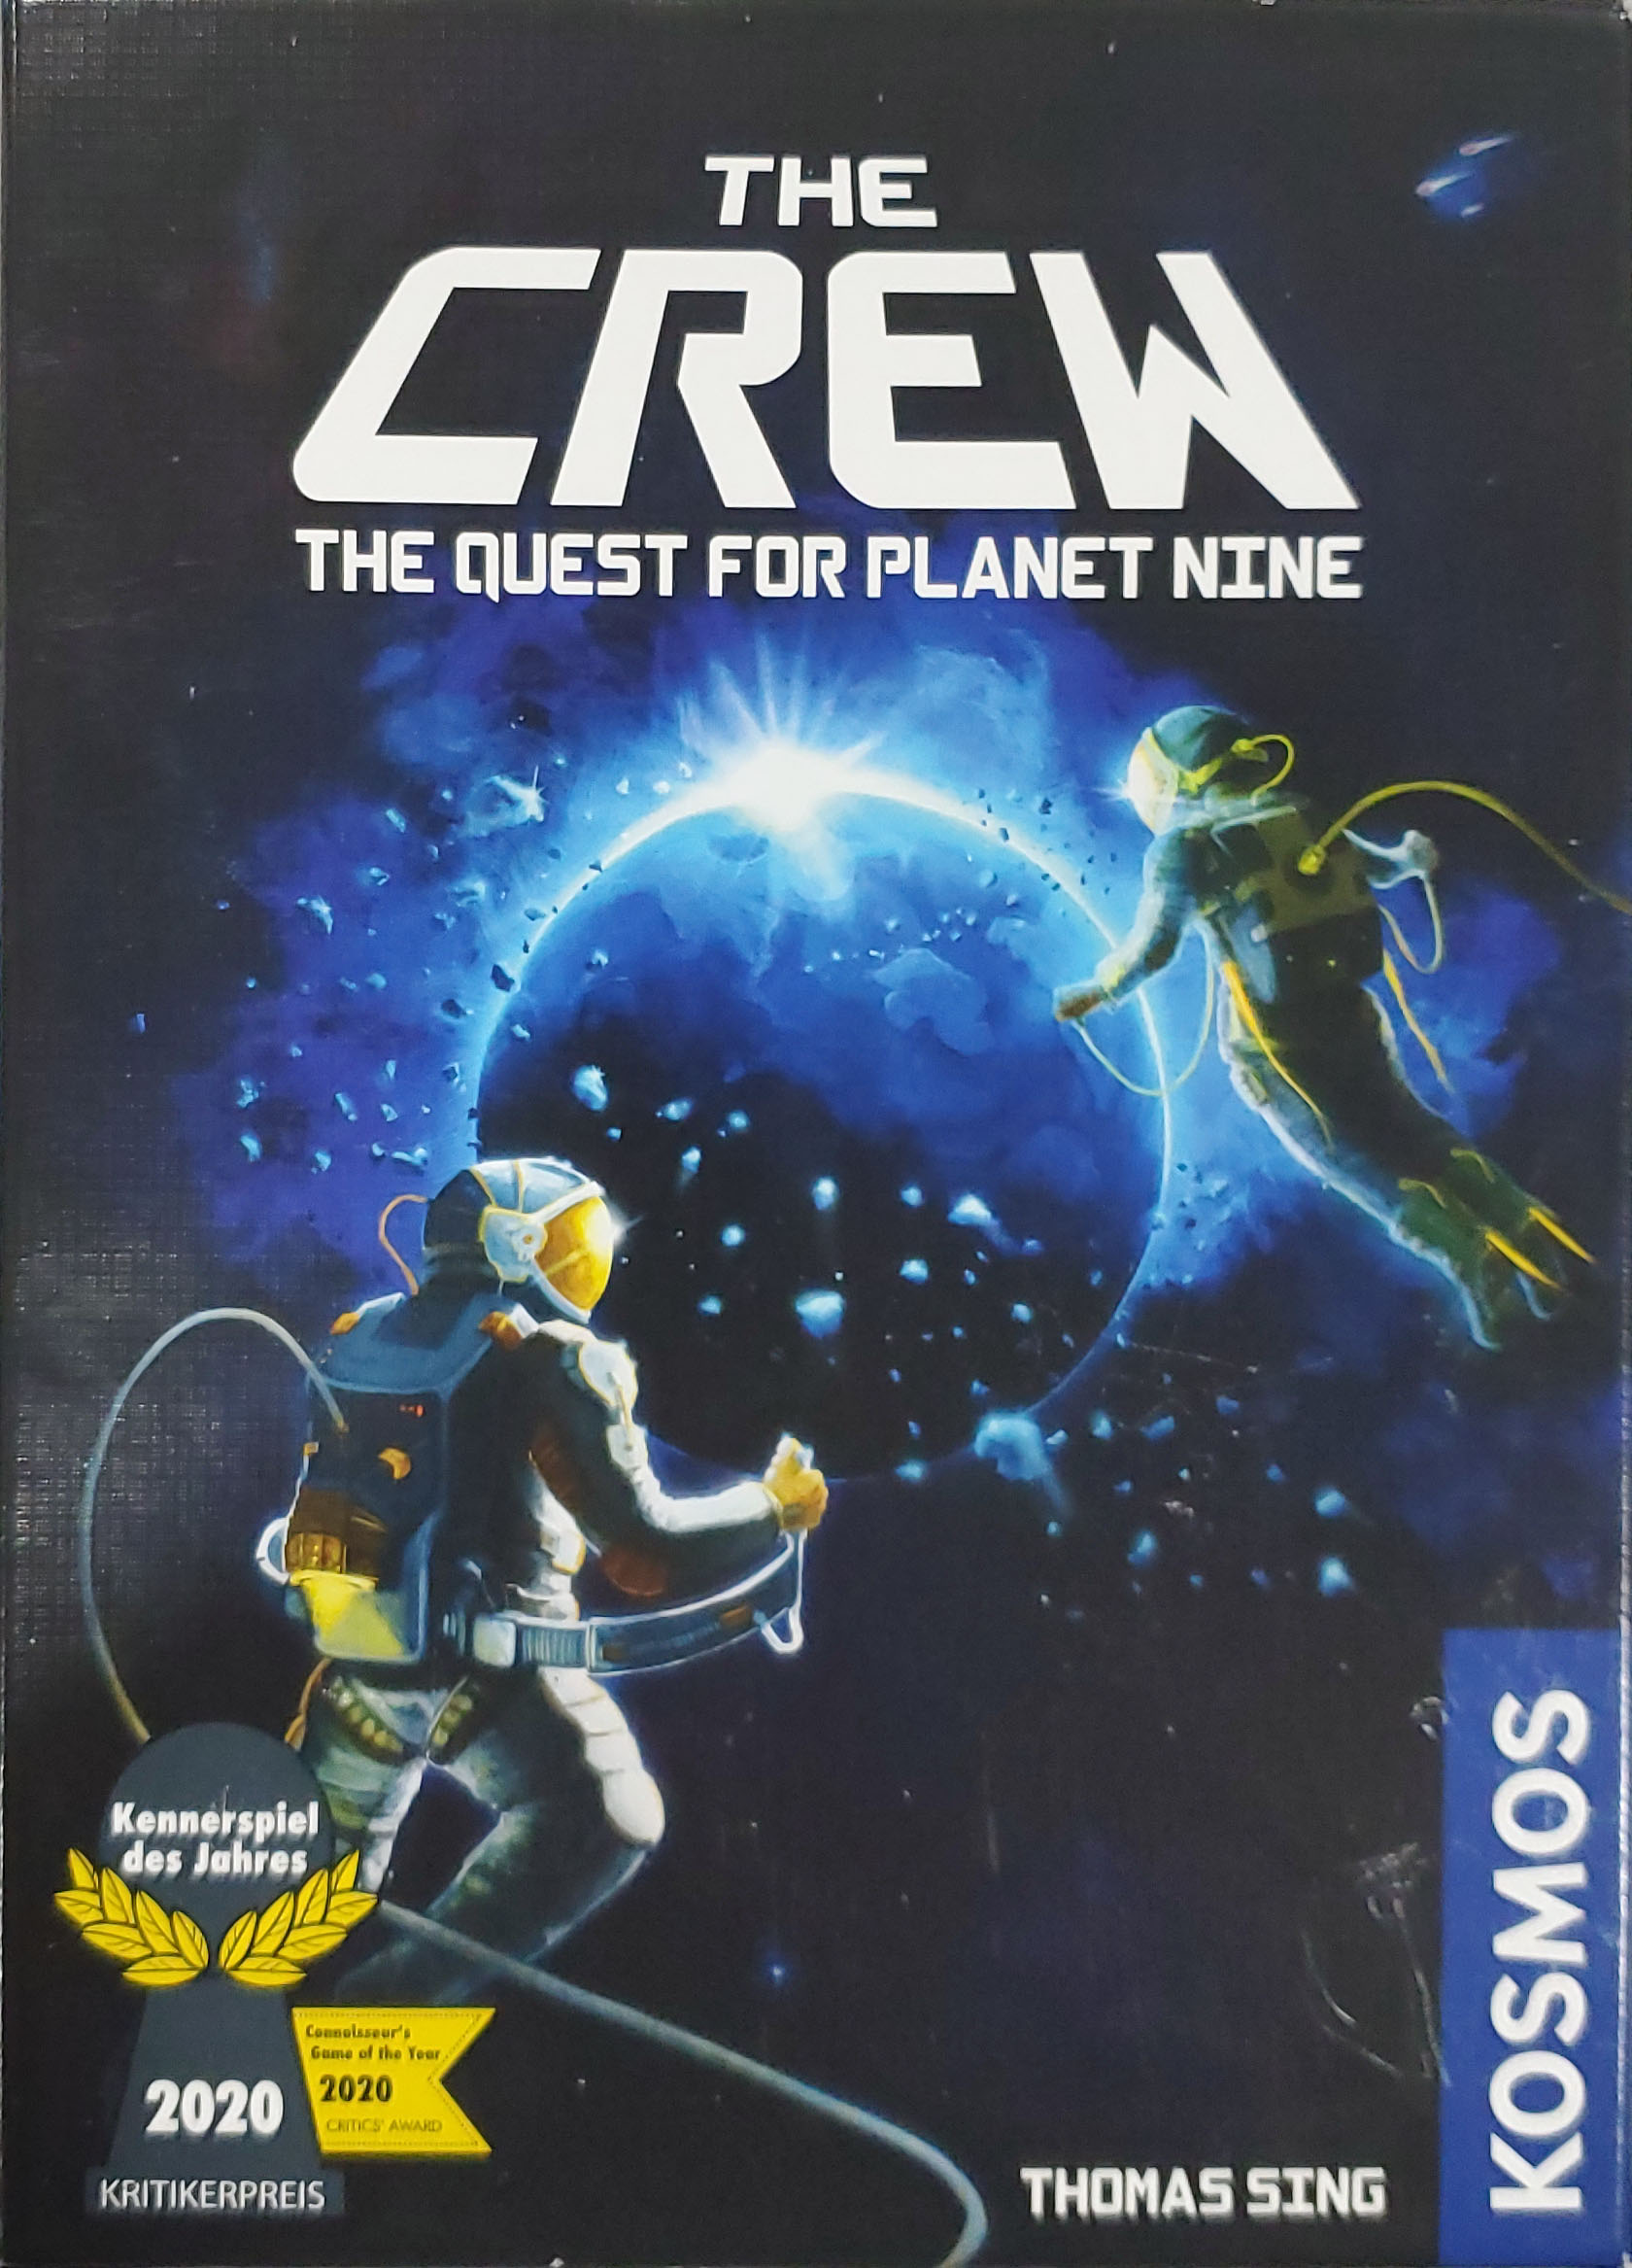 THE
CREW
THE QUEST FOR PLANET NINE
Kennerspiel
des Jahres
2020
KRITIKERPREIS
Connoisseur's
Game of the Year
2020
CRITICS' AWARD
THOMAS SING
KOSMOS